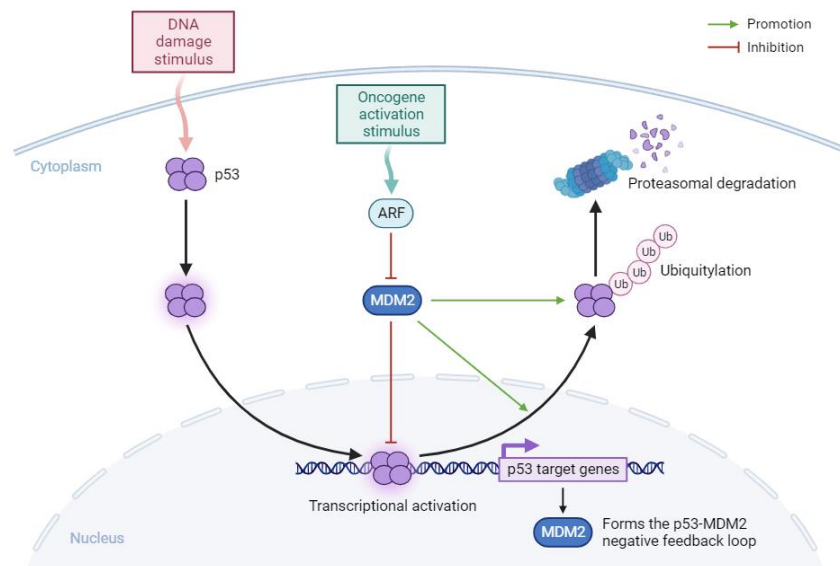 DNA
damage
stimulus
Promotion
Inhibition
Oncogene
activation
stimulus
Cytoplasm
p53
Proteasomal degradation
ARF
Ub
Ub
Ub
Ub
Ubiquitylation
MDM2
p53 target genes
Transcriptional activation
MDM2
Forms the p53-MDM2
negative feedback loop
Nucleus